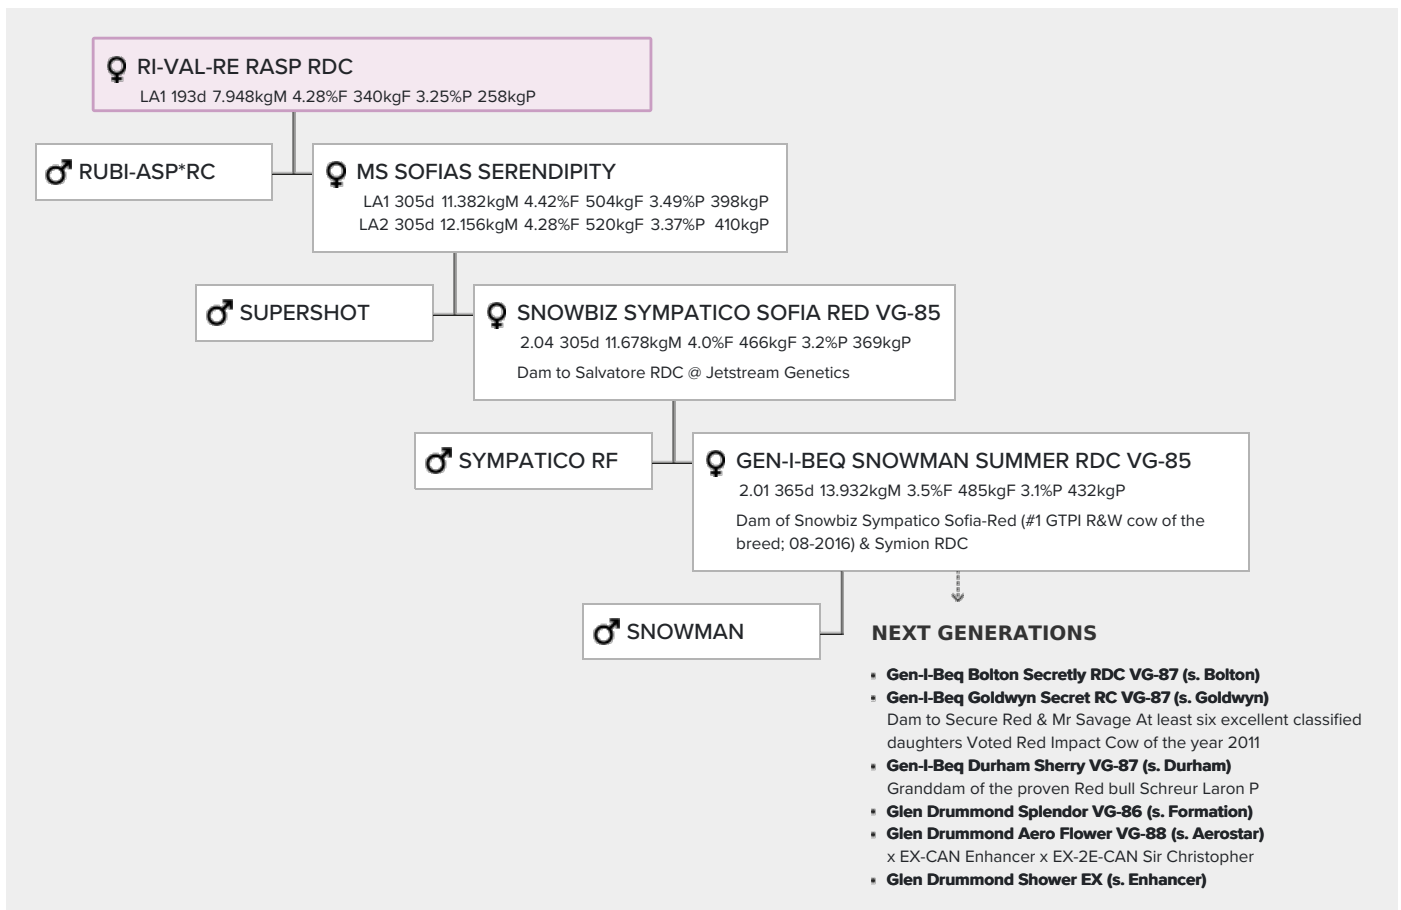 RI-VAL-RE RASP RDC
LA1 193d 7.948kgM 4.28%F 340kgF 3.25%P 258kgP
RUBI-ASP*RC
MS SOFIAS SERENDIPITY
LA1 305d 11.382kgM 4.42%F 504kgF 3.49%P 398kgP
LA2 305d 12.156kgM 4.28%F 520kgF 3.37%P 410kgP
SUPERSHOT
SNOWBIZ SYMPATICO SOFIA RED VG-85
2.04 305d 11.678kgM 4.0%F 466kgF 3.2%P 369kgP
Dam to Salvatore RDC @ Jetstream Genetics
SYMPATICO RF
GEN-I-BEQ SNOWMAN SUMMER RDC VG-85
2.01 365d 13.932kgM 3.5%F 485kgF 3.1%P 432kgP
Dam of Snowbiz Sympatico Sofia-Red (#1 GTPI R&W cow of the
breed; 08-2016) & Symion RDC
SNOWMAN
NEXT GENERATIONS
Gen-I-Beq Bolton Secretly RDC VG-87 (s. Bolton)
Gen-I-Beq Goldwyn Secret RC VG-87 (s. Goldwyn)
Dam to Secure Red & Mr Savage At least six excellent classified
daughters Voted Red Impact Cow of the year 2011
Gen-I-Beq Durham Sherry VG-87 (s. Durham)
Granddam of the proven Red bull Schreur Laron P
Glen Drummond Splendor VG-86 (s. Formation)
Glen Drummond Aero Flower VG-88 (s. Aerostar)
x EX-CAN Enhancer x EX-2E-CAN Sir Christopher
Glen Drummond Shower EX (s. Enhancer)